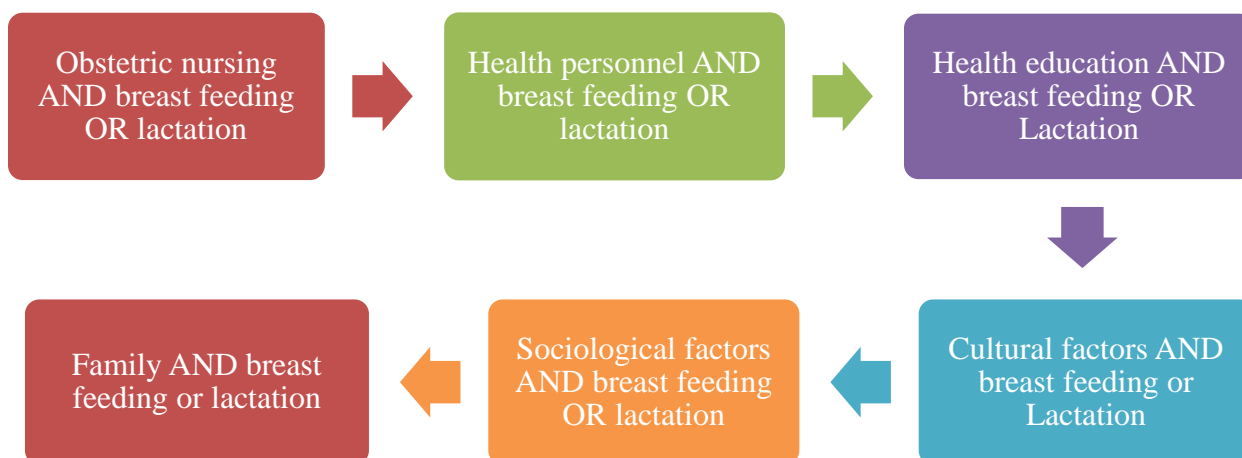 Obstetric nursing
AND breast feeding
OR lactation
Health personnel AND
breast feeding OR
lactation
Health education AND
breast feeding OR
Lactation
Cultural factors AND
breast feeding or
Lactation
Sociological factors
AND breast feeding
OR lactation
Family AND breast
feeding or lactation